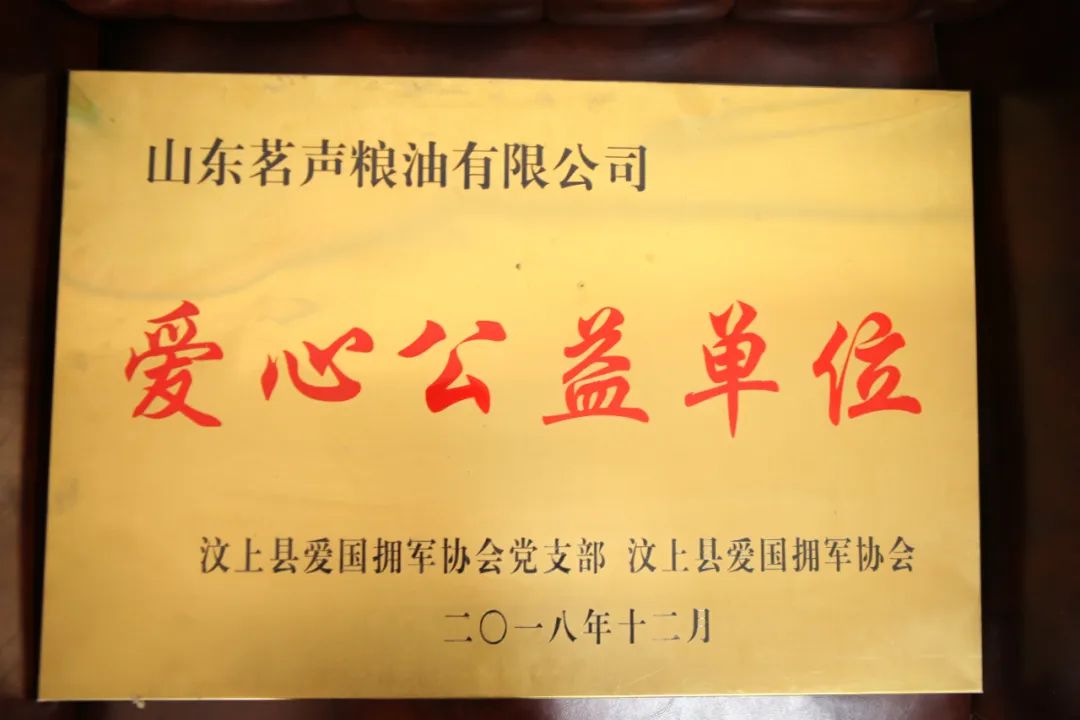 山东茗声粮油有限公司
爱心公益单位
汶上县爱国拥军协会党支部 汶上县爱国拥军协会
二〇一八年十二月